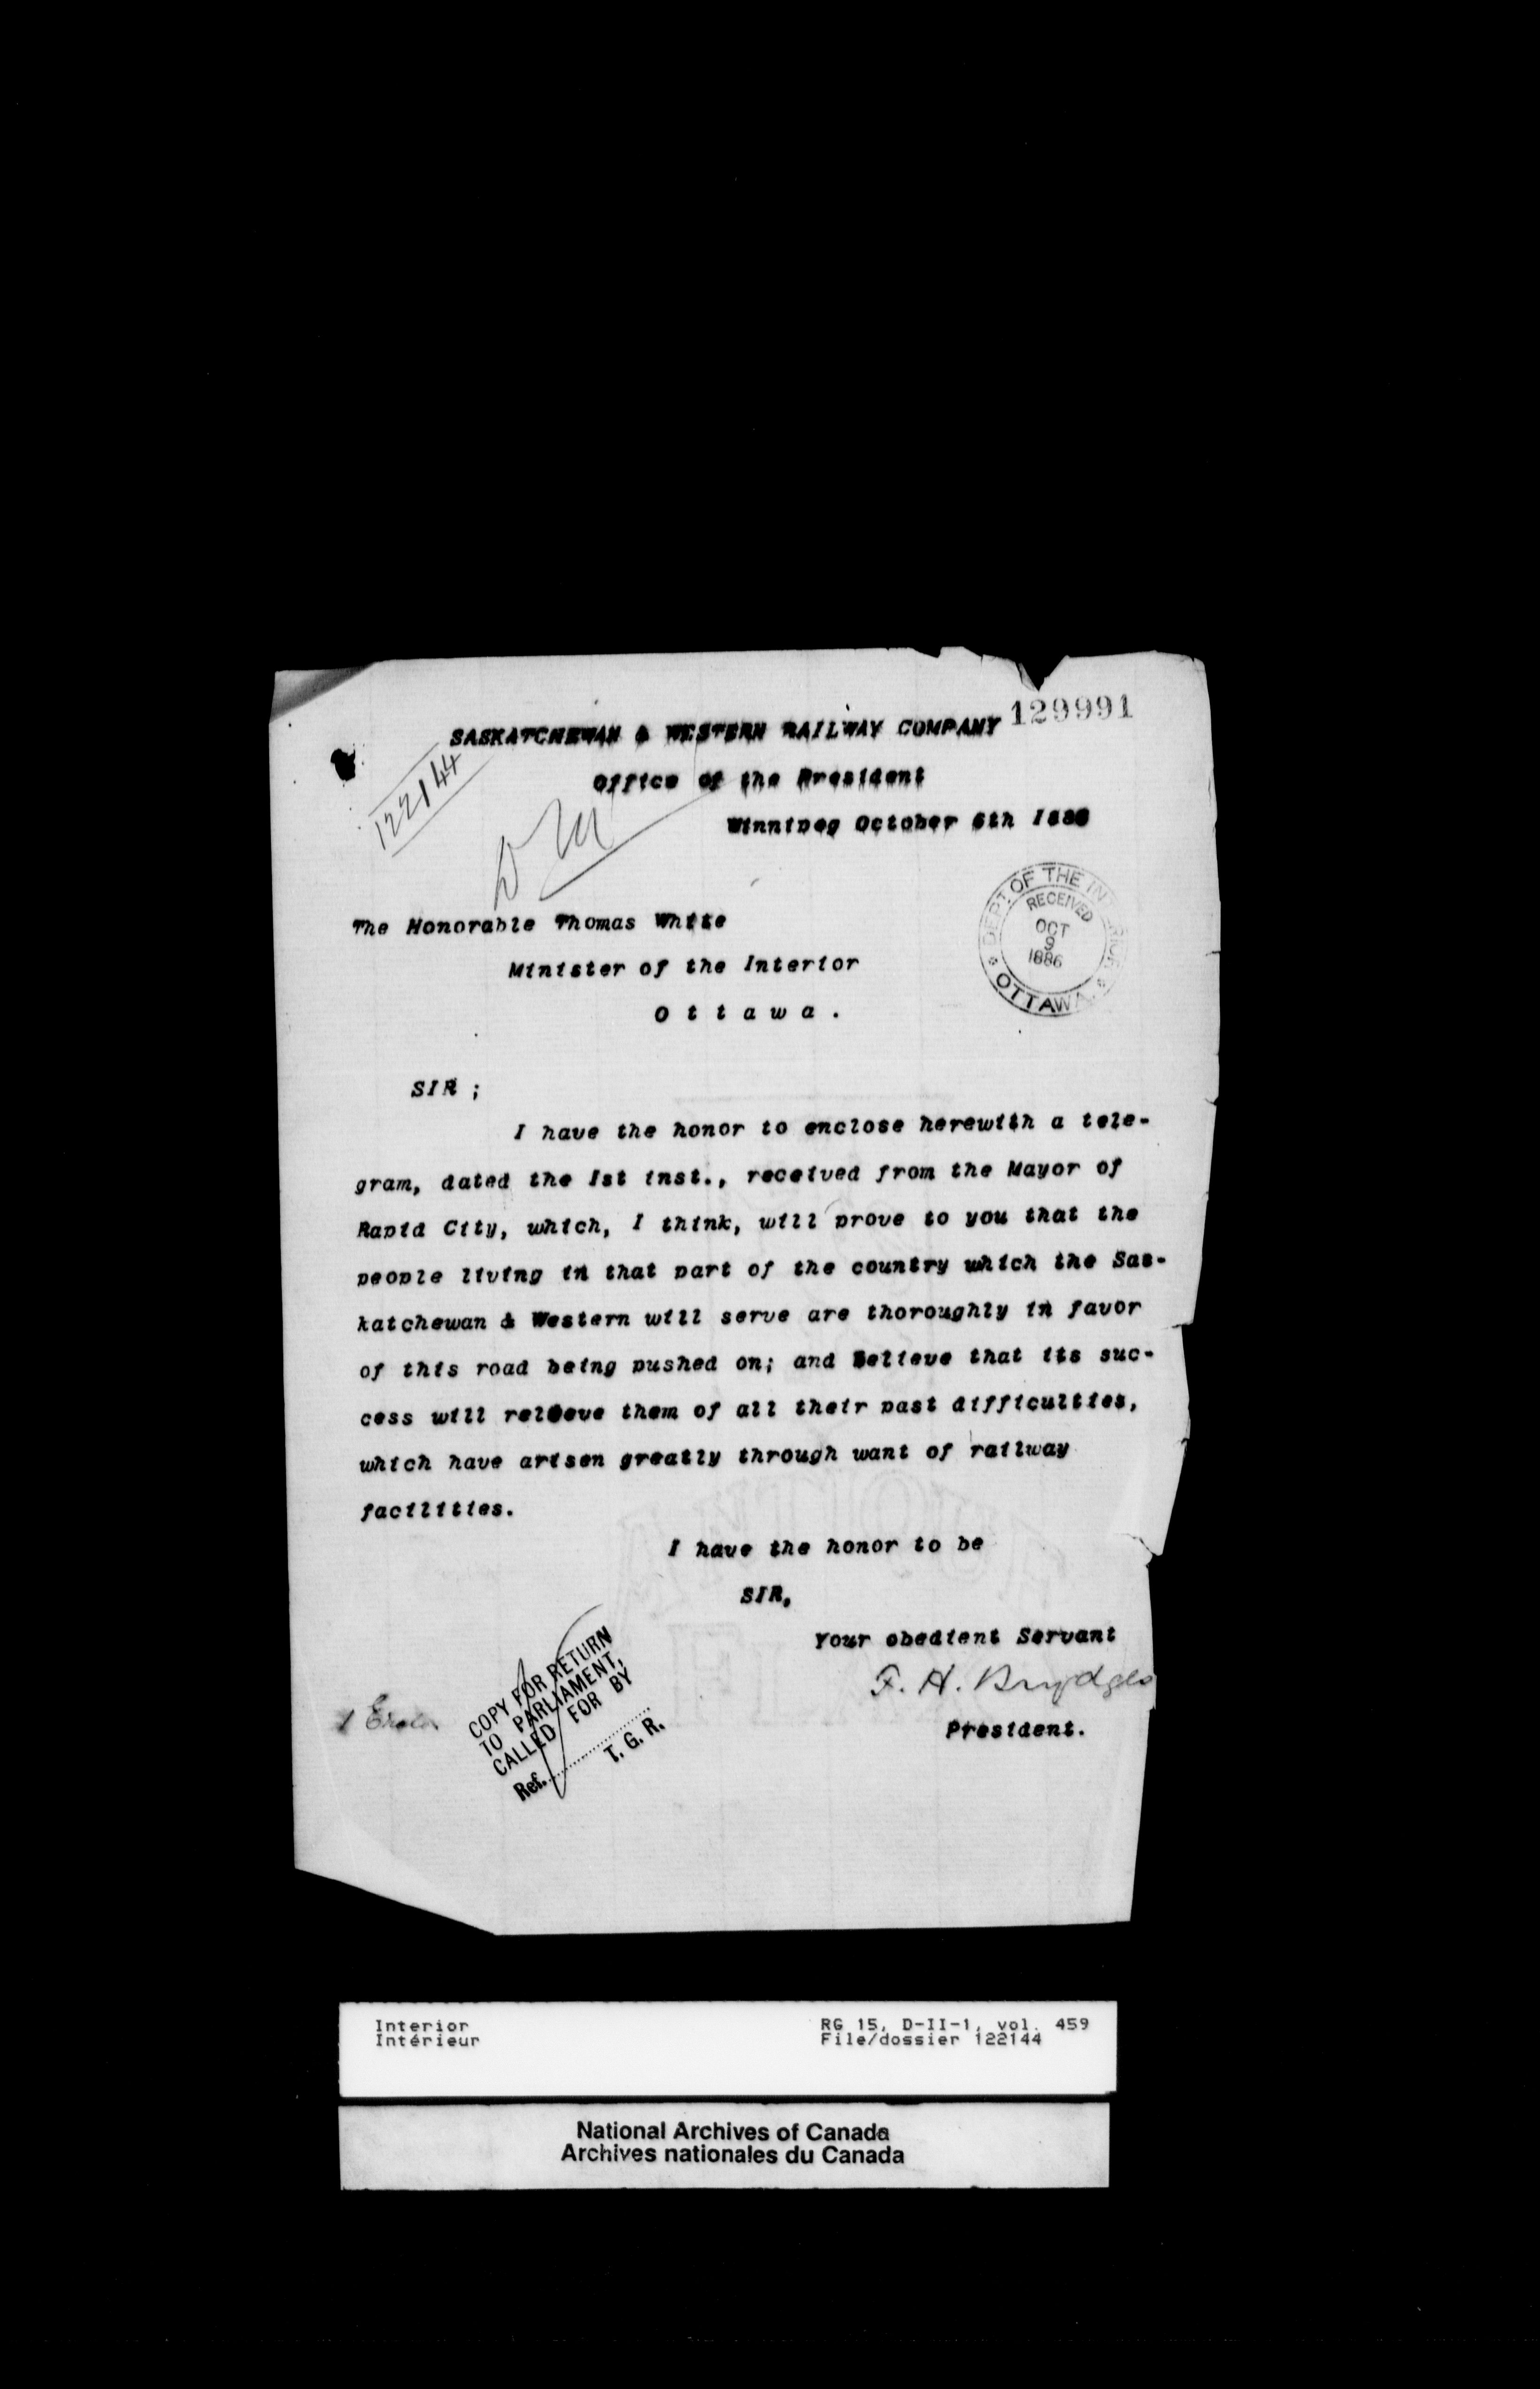 129991
SASKATCHEWAN & WESTERN RAILWAY COMPANY
Office of the President
Winnipeg October 6th 1886
122144
The Honorable Thomas White
Minister of the Interior
Ottawa.
DEPT. OF THE INTERIOR
RECEIVED
OCT
9
1886
OTTAWA.
SIR ;
I have the honor to enclose herewith a tele-
gram, dated the 1st inst., received from the Mayor of
Rapid City, which, I think, will prove to you that the
people living in that part of the country which the Sas-
katchewan & Western will serve are thoroughly in favor
of this road being pushed on; and Believe that its suc-
cess will releeve them of all their past difficulties,
which have arisen greatly through want of railway
facilities.
I have the honor to be
SIR,
Your obedient Servant
F. H. Brydges
President.
COPY FOR RETURN
TO PARLIAMENT,
CALLED FOR BY
Ref. T. G. R.
Interior
Intérieur
RG 15, D-II-1, vol. 459
File/dossier 122144
National Archives of Canada
Archives nationales du Canada